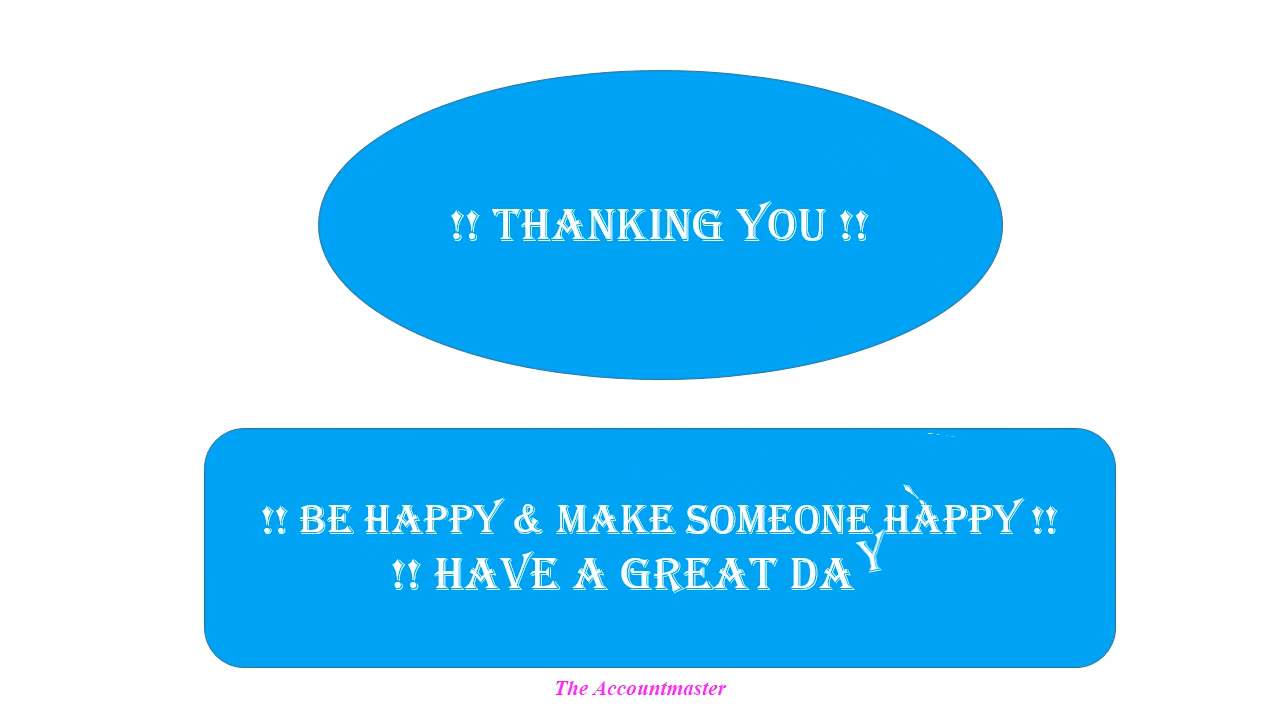 !! THANKING YOU !!
!! BE HAPPY & MAKE SOMEONE HAPPY !!
!! HAVE A GREAT DAY
The Accountmaster